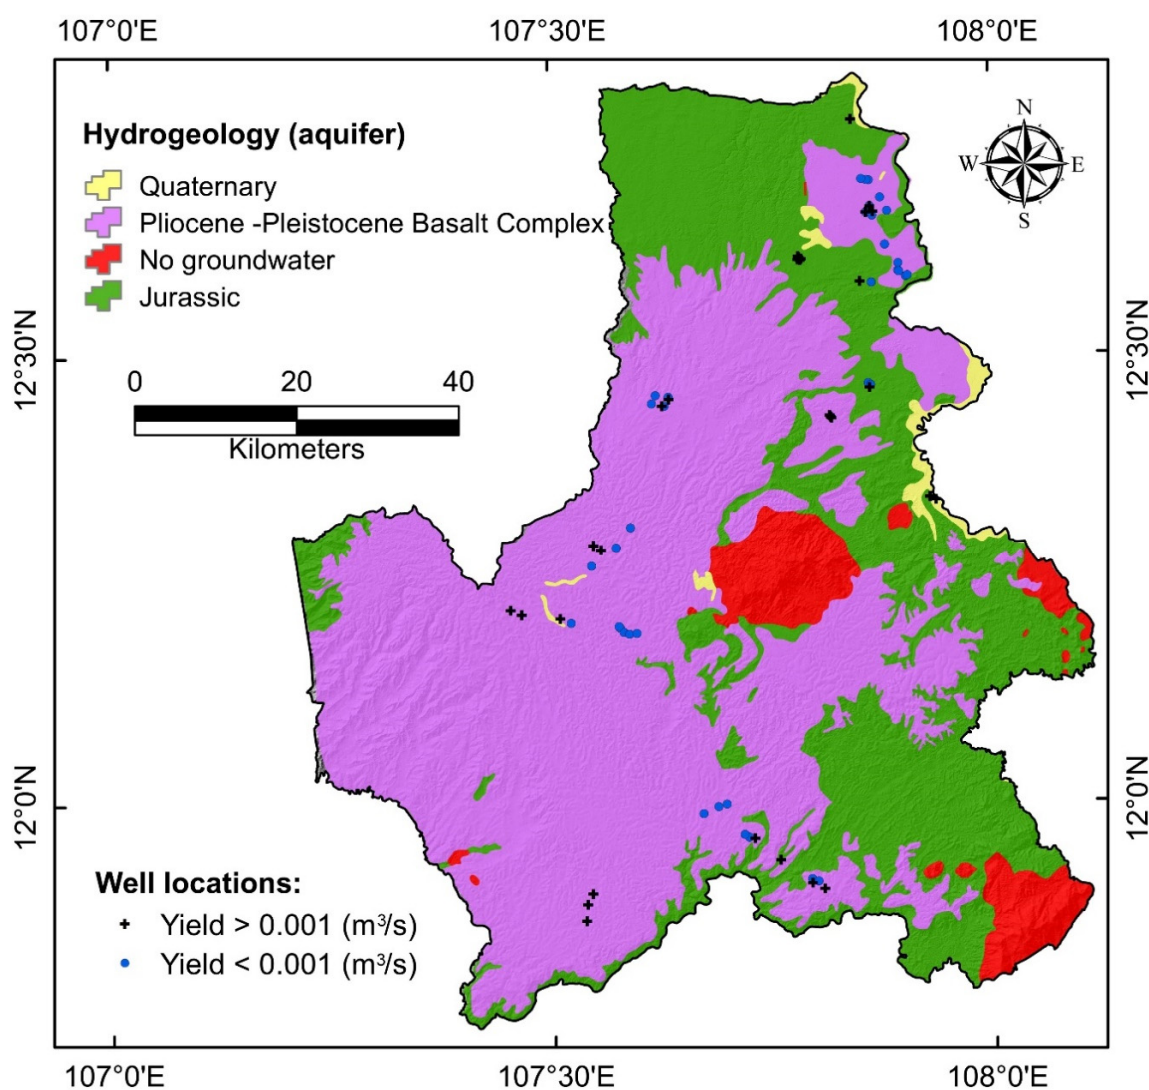 107°0'E 107°30'E 108°0'E
Hydrogeology (aquifer)
Quaternary
Pliocene -Pleistocene Basalt Complex
No groundwater
Jurassic
N
W E
S
12°30'N 12°30'N
0 20 40
Kilometers
12°0'N 12°0'N
Well locations:
Yield > 0.001 (m³/s)
Yield < 0.001 (m³/s)
107°0'E 107°30'E 108°0'E